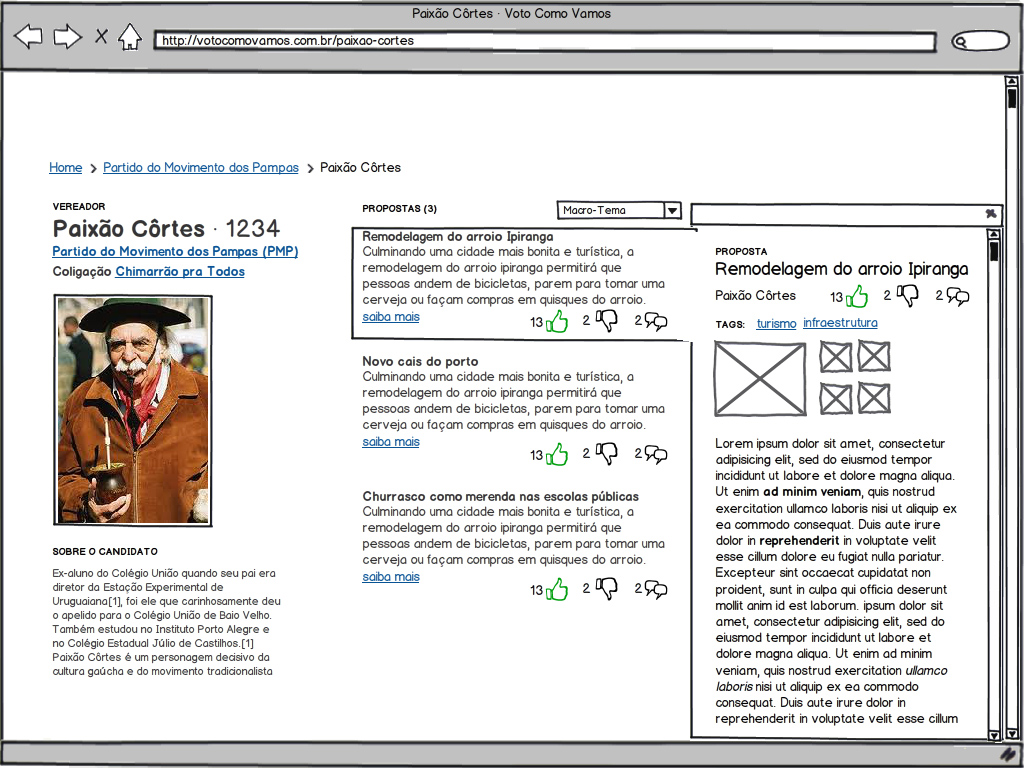 Paixão Côrtes · Voto Como Vamos
http://votocomovamos.com.br/paixao-cortes
Home > Partido do Movimento dos Pampas > Paixão Côrtes
VEREADOR
Paixão Côrtes · 1234
Partido do Movimento dos Pampas (PMP)
Coligação Chimarrão pra Todos
SOBRE O CANDIDATO
Ex-aluno do Colégio União quando seu pai era
diretor da Estação Experimental de
Uruguaiana[1], foi ele que carinhosamente deu
o apelido para o Colégio União de Baio Velho.
Também estudou no Instituto Porto Alegre e
no Colégio Estadual Júlio de Castilhos.[1]
Paixão Côrtes é um personagem decisivo da
cultura gaúcha e do movimento tradicionalista
PROPOSTAS (3)
Macro-Tema
Remodelagem do arroio Ipiranga
Culminando uma cidade mais bonita e turística, a
remodelagem do arroio ipiranga permitirá que
pessoas andem de bicicletas, parem para tomar uma
cerveja ou façam compras em quisques do arroio.
saiba mais
13 2 2
Novo cais do porto
Culminando uma cidade mais bonita e turística, a
remodelagem do arroio ipiranga permitirá que
pessoas andem de bicicletas, parem para tomar uma
cerveja ou façam compras em quisques do arroio.
saiba mais
13 2 2
Churrasco como merenda nas escolas públicas
Culminando uma cidade mais bonita e turística, a
remodelagem do arroio ipiranga permitirá que
pessoas andem de bicicletas, parem para tomar uma
cerveja ou façam compras em quisques do arroio.
saiba mais
13 2 2
PROPOSTA
Remodelagem do arroio Ipiranga
Paixão Côrtes 13 2 2
TAGS: turismo infraestrutura
Lorem ipsum dolor sit amet, consectetur
adipisicing elit, sed do eiusmod tempor
incididunt ut labore et dolore magna aliqua.
Ut enim ad minim veniam, quis nostrud
exercitation ullamco laboris nisi ut aliquip ex
ea commodo consequat. Duis aute irure
dolor in reprehenderit in voluptate velit
esse cillum dolore eu fugiat nulla pariatur.
Excepteur sint occaecat cupidatat non
proident, sunt in culpa qui officia deserunt
mollit anim id est laborum. ipsum dolor sit
amet, consectetur adipisicing elit, sed do
eiusmod tempor incididunt ut labore et
dolore magna aliqua. Ut enim ad minim
veniam, quis nostrud exercitation ullamco
laboris nisi ut aliquip ex ea commodo
consequat. Duis aute irure dolor in
reprehenderit in voluptate velit esse cillum